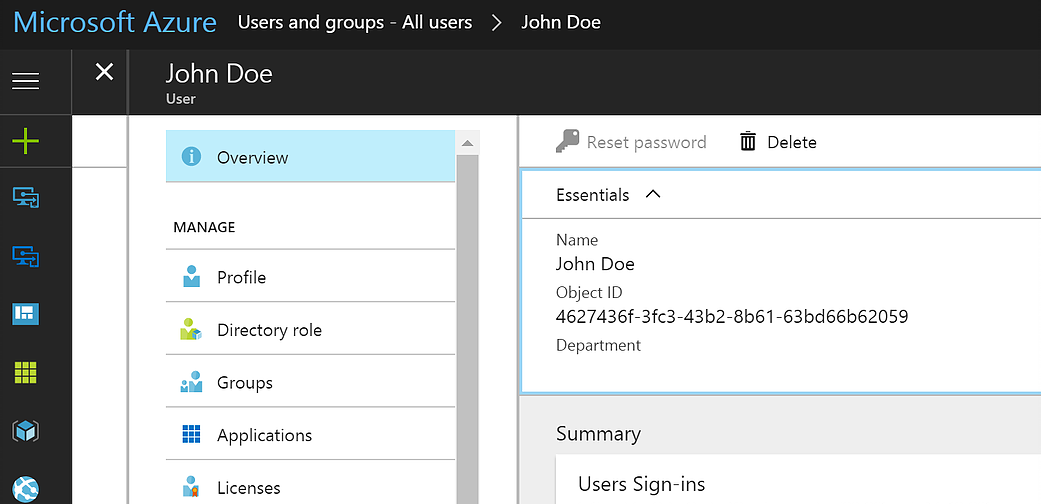 Microsoft Azure Users and groups - All users > John Doe
John Doe
User
Overview
MANAGE
Profile
Directory role
Groups
Applications
Licenses
Reset password Delete
Essentials
Name
John Doe
Object ID
4627436f-3fc3-43b2-8b61-63bd66b62059
Department
Summary
Users Sign-ins